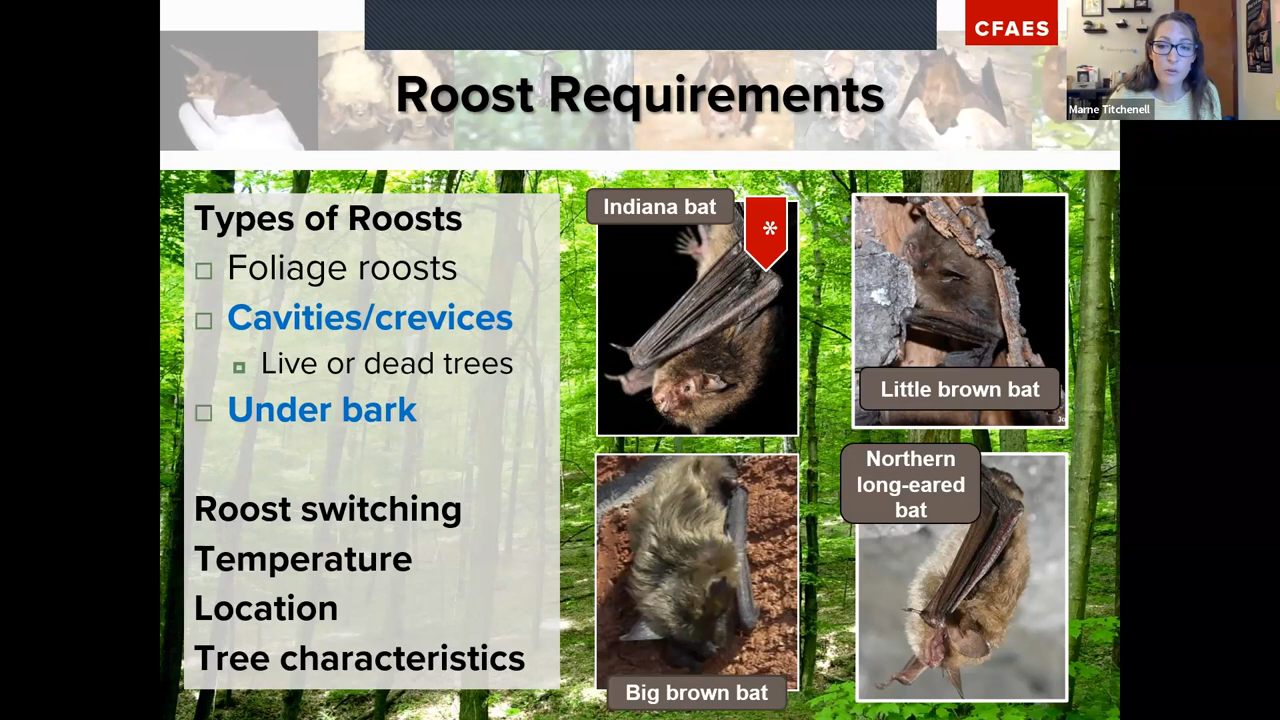 CFAES
Marne Titchenell
Roost Requirements
Types of Roosts
Foliage roosts
Cavities/crevices
Live or dead trees
Under bark
Roost switching
Temperature
Location
Tree characteristics
Indiana bat
*
Little brown bat
Big brown bat
Northern
long-eared
bat